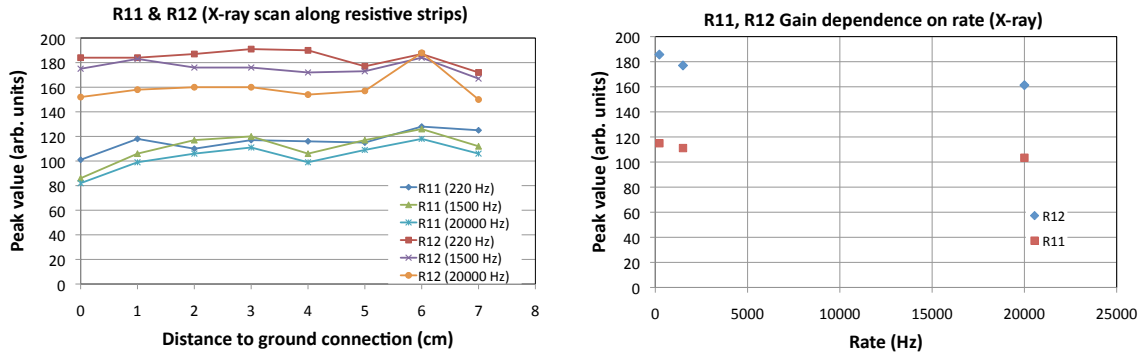 R11 & R12 (X-ray scan along resistive strips)
Peak value (arb. units)
200
180
160
140
120
100
80
60
40
20
0
0 1 2 3 4 5 6 7 8
Distance to ground connection (cm)
R11 (220 Hz)
R11 (1500 Hz)
R11 (20000 Hz)
R12 (220 Hz)
R12 (1500 Hz)
R12 (20000 Hz)
R11, R12 Gain dependence on rate (X-ray)
Peak value (arb. units)
200
180
160
140
120
100
80
60
40
20
0
0 5000 10000 15000 20000 25000
Rate (Hz)
R12
R11